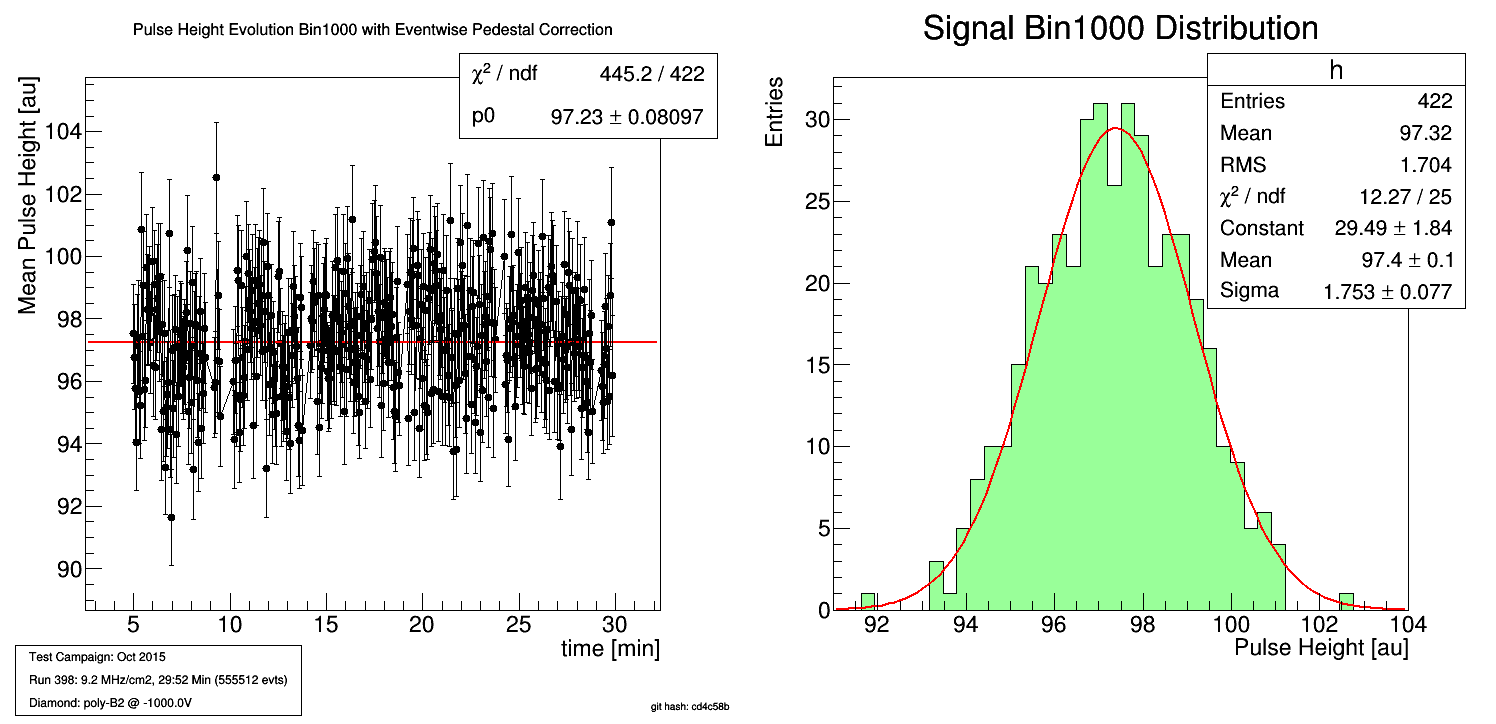 Pulse Height Evolution Bin1000 with Eventwise Pedestal Correction
χ² / ndf 445.2 / 422
p0 97.23 ± 0.08097
Mean Pulse Height [au]
104
102
100
98
96
94
92
90
5 10 15 20 25 30
time [min]
Test Campaign: Oct 2015
Run 398: 9.2 MHz/cm2, 29:52 Min (555512 evts)
Diamond: poly-B2 @ -1000.0V
git hash: cd4c58b
Signal Bin1000 Distribution
h
Entries 422
Mean 97.32
RMS 1.704
χ² / ndf 12.27 / 25
Constant 29.49 ± 1.84
Mean 97.4 ± 0.1
Sigma 1.753 ± 0.077
Entries
30
25
20
15
10
5
0
92 94 96 98 100 102 104
Pulse Height [au]